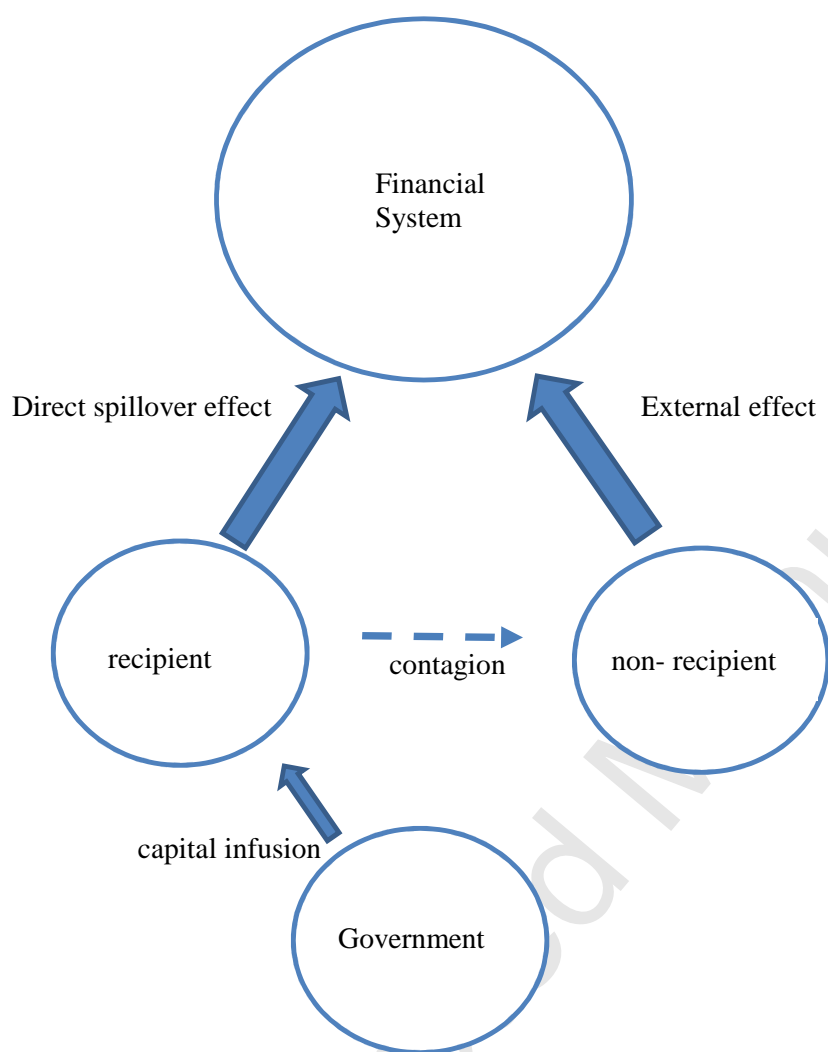 Financial
System
Direct spillover effect
External effect
recipient
contagion
non- recipient
capital infusion
Government